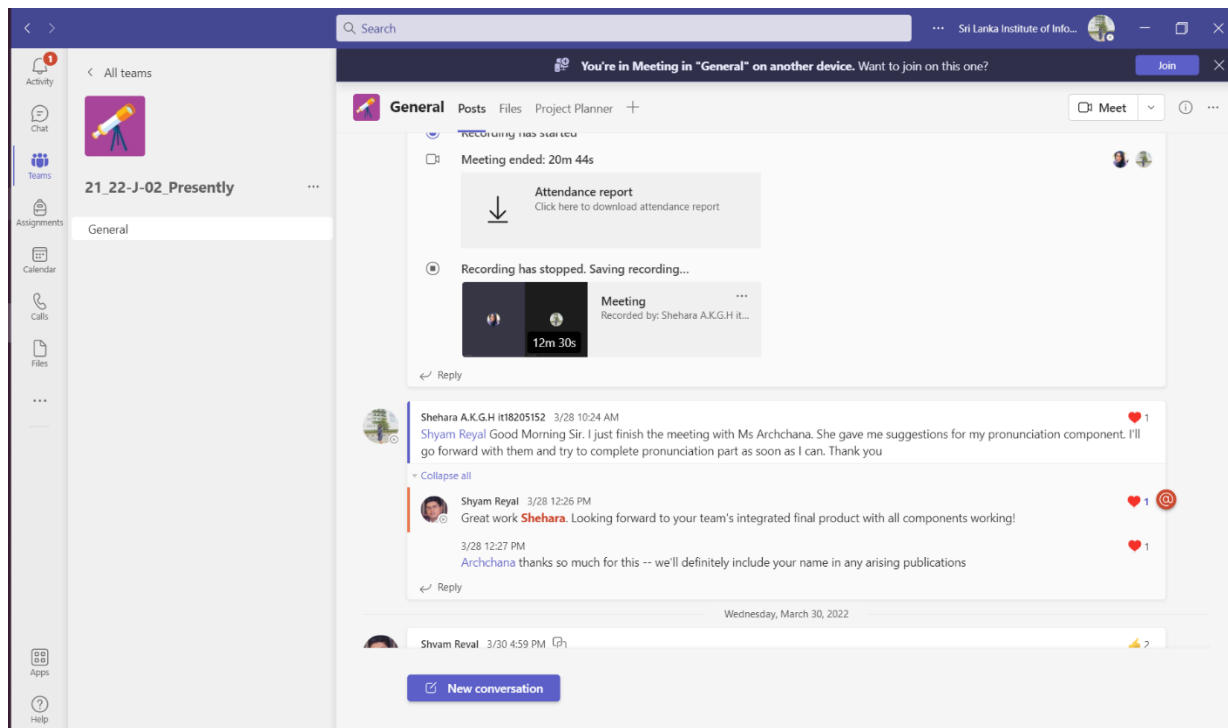 Search
Sri Lanka Institute of Info...
1
Activity
Chat
Teams
Assignments
Calendar
Calls
Files
Apps
Help
All teams
21_22-J-02_Presently
General
You're in Meeting in "General" on another device. Want to join on this one?
Join
General Posts Files Project Planner
Meet
Recording has started
Meeting ended: 20m 44s
Attendance report
Click here to download attendance report
Recording has stopped. Saving recording...
Meeting
Recorded by: Shehara A.K.G.H it...
12m 30s
Reply
Shehara A.K.G.H it18205152 3/28 10:24 AM
1
Shyam Reyal Good Morning Sir. I just finish the meeting with Ms Archchana. She gave me suggestions for my pronunciation component. I'll
go forward with them and try to complete pronunciation part as soon as I can. Thank you
Collapse all
Shyam Reyal 3/28 12:26 PM
1 @
Great work Shehara. Looking forward to your team's integrated final product with all components working!
3/28 12:27 PM
1
Archchana thanks so much for this -- we'll definitely include your name in any arising publications
Reply
Wednesday, March 30, 2022
Shyam Reyal 3/30 4:59 PM
2
New conversation